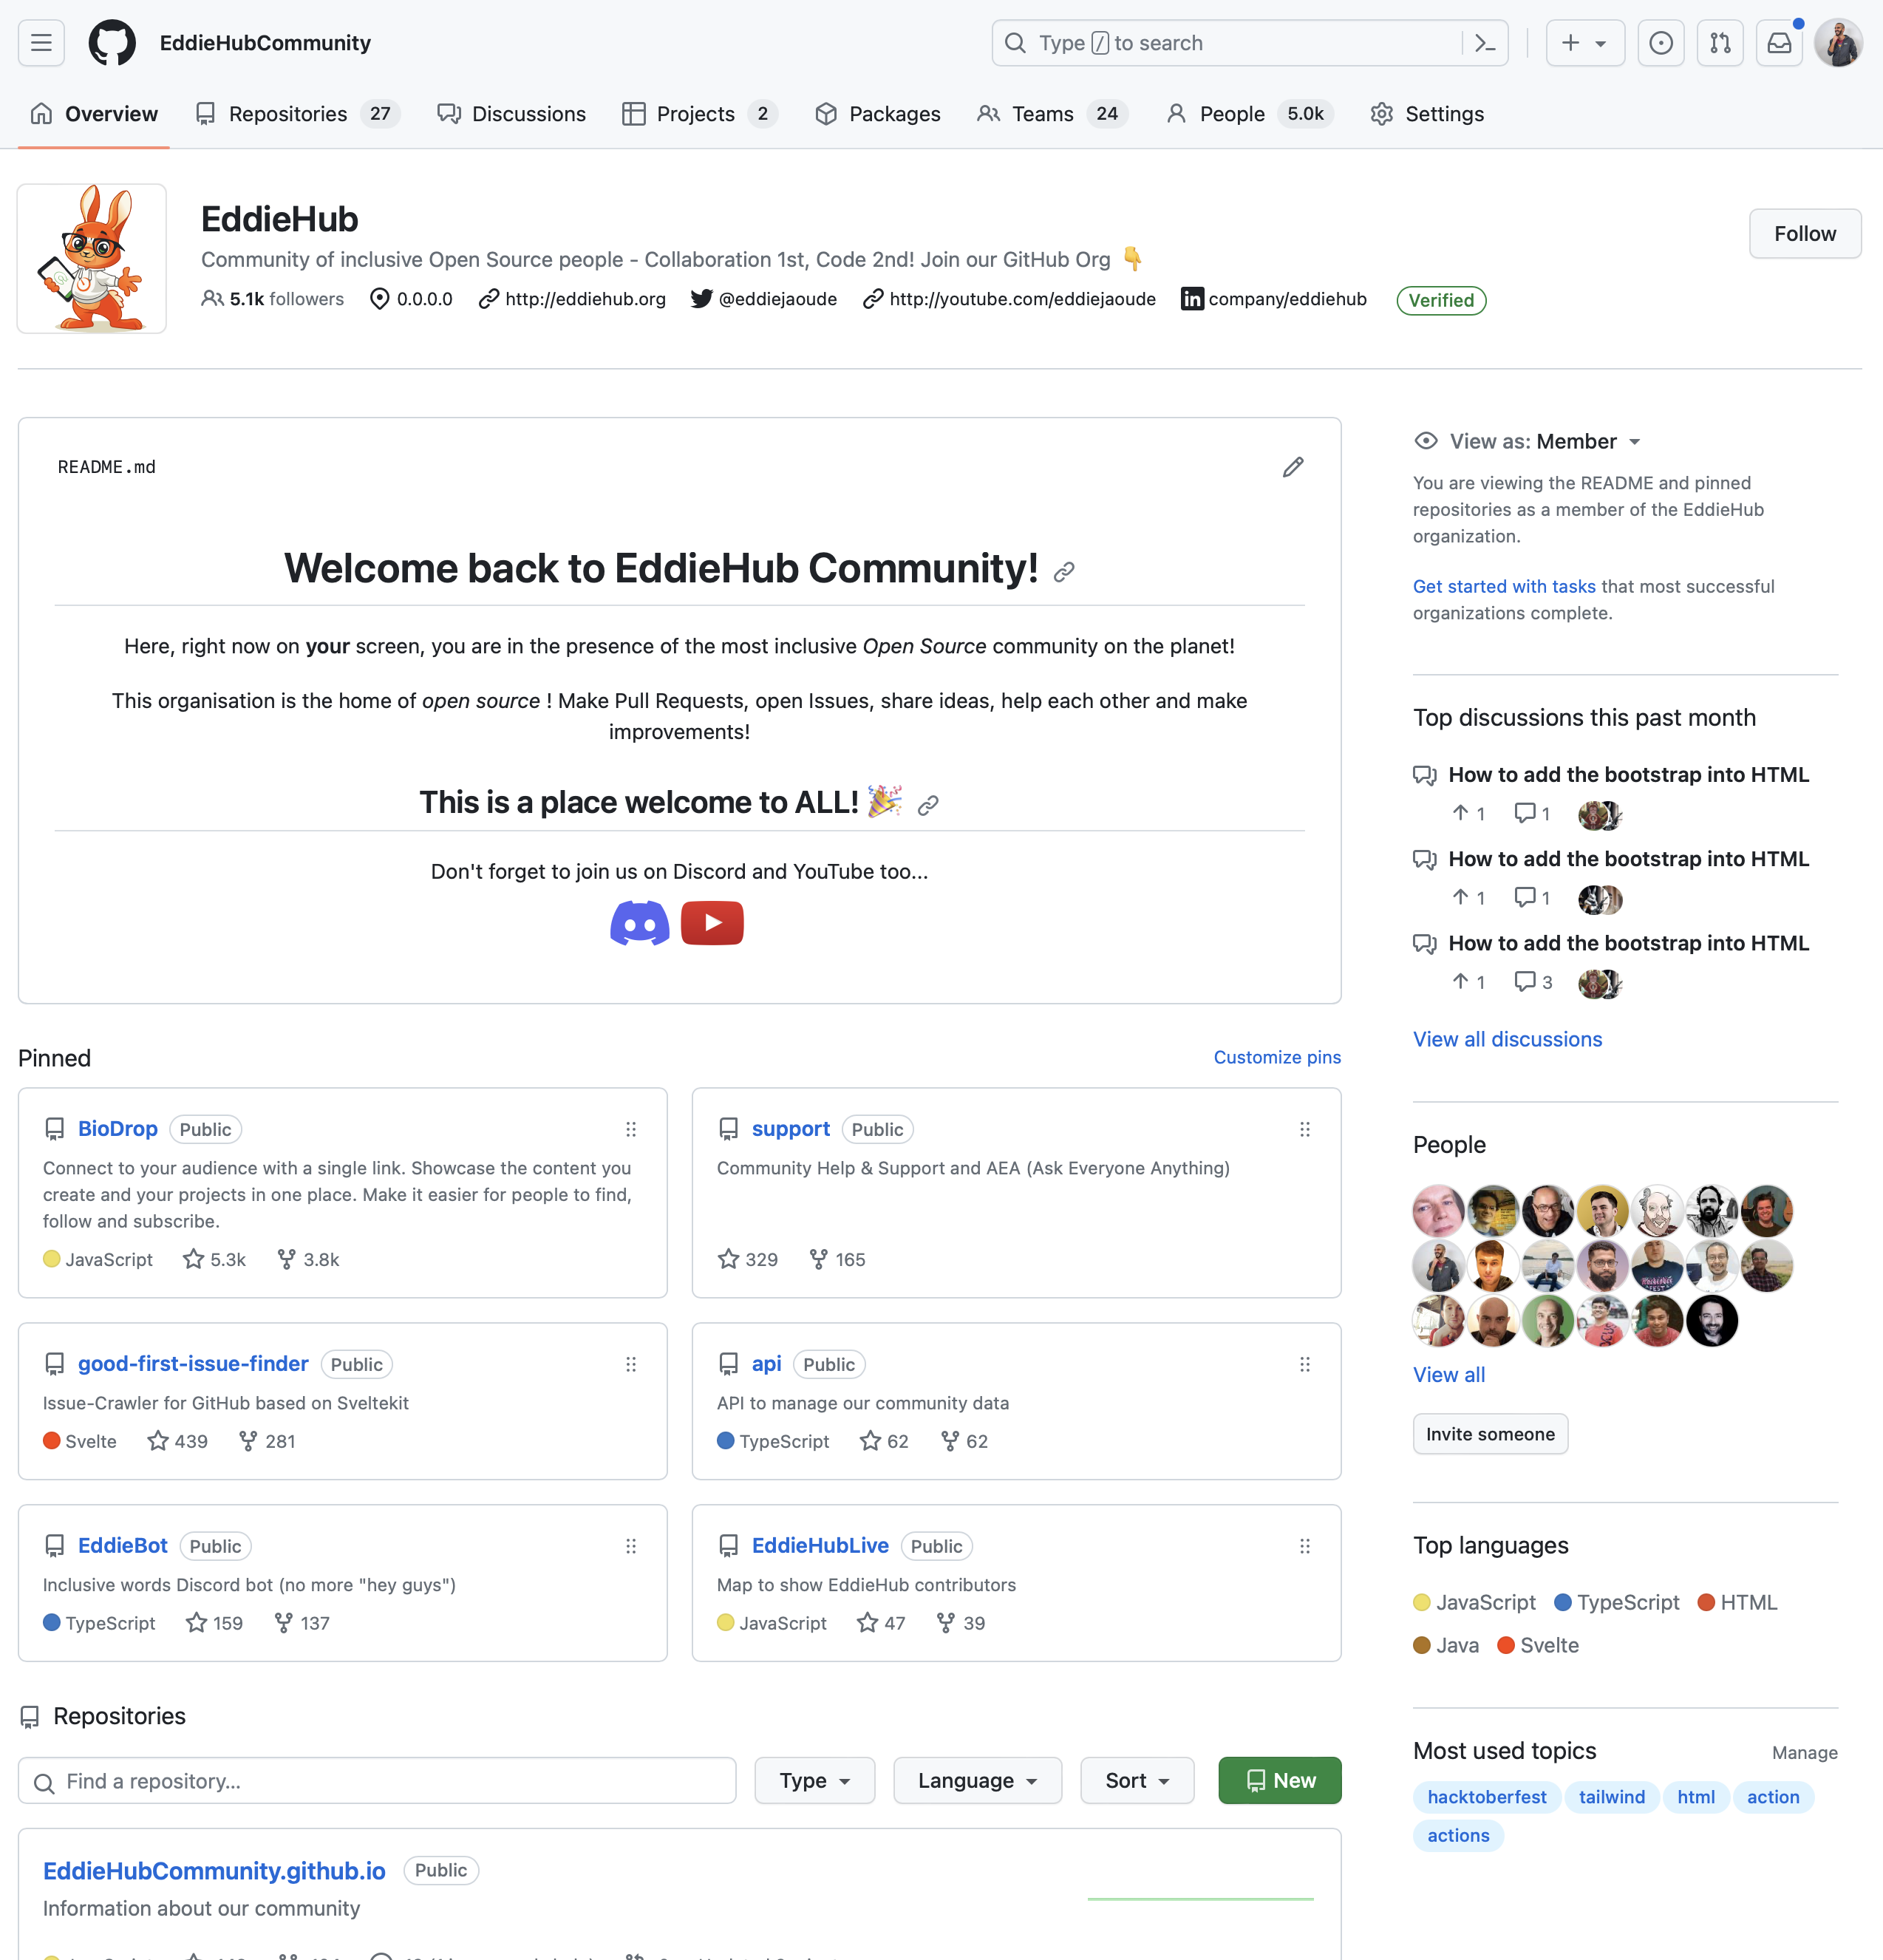 EddieHubCommunity
Type / to search
Overview
Repositories 27
Discussions
Projects 2
Packages
Teams 24
People 5.0k
Settings
EddieHub
Community of inclusive Open Source people - Collaboration 1st, Code 2nd! Join our GitHub Org 👇
5.1k followers
0.0.0.0
http://eddiehub.org
@eddiejaoude
http://youtube.com/eddiejaoude
company/eddiehub
Verified
Follow
README.md
Welcome back to EddieHub Community!
Here, right now on your screen, you are in the presence of the most inclusive Open Source community on the planet!
This organisation is the home of open source ! Make Pull Requests, open Issues, share ideas, help each other and make
improvements!
This is a place welcome to ALL! 🎉
Don't forget to join us on Discord and YouTube too...
Pinned
Customize pins
BioDrop Public
Connect to your audience with a single link. Showcase the content you
create and your projects in one place. Make it easier for people to find,
follow and subscribe.
JavaScript 5.3k 3.8k
support Public
Community Help & Support and AEA (Ask Everyone Anything)
329 165
good-first-issue-finder Public
Issue-Crawler for GitHub based on Sveltekit
Svelte 439 281
api Public
API to manage our community data
TypeScript 62 62
EddieBot Public
Inclusive words Discord bot (no more "hey guys")
TypeScript 159 137
EddieHubLive Public
Map to show EddieHub contributors
JavaScript 47 39
Repositories
Find a repository...
Type
Language
Sort
New
EddieHubCommunity.github.io Public
Information about our community
View as: Member
You are viewing the README and pinned
repositories as a member of the EddieHub
organization.
Get started with tasks that most successful
organizations complete.
Top discussions this past month
How to add the bootstrap into HTML
1 1
How to add the bootstrap into HTML
1 1
How to add the bootstrap into HTML
1 3
View all discussions
People
View all
Invite someone
Top languages
JavaScript TypeScript HTML
Java Svelte
Most used topics
Manage
hacktoberfest tailwind html action
actions